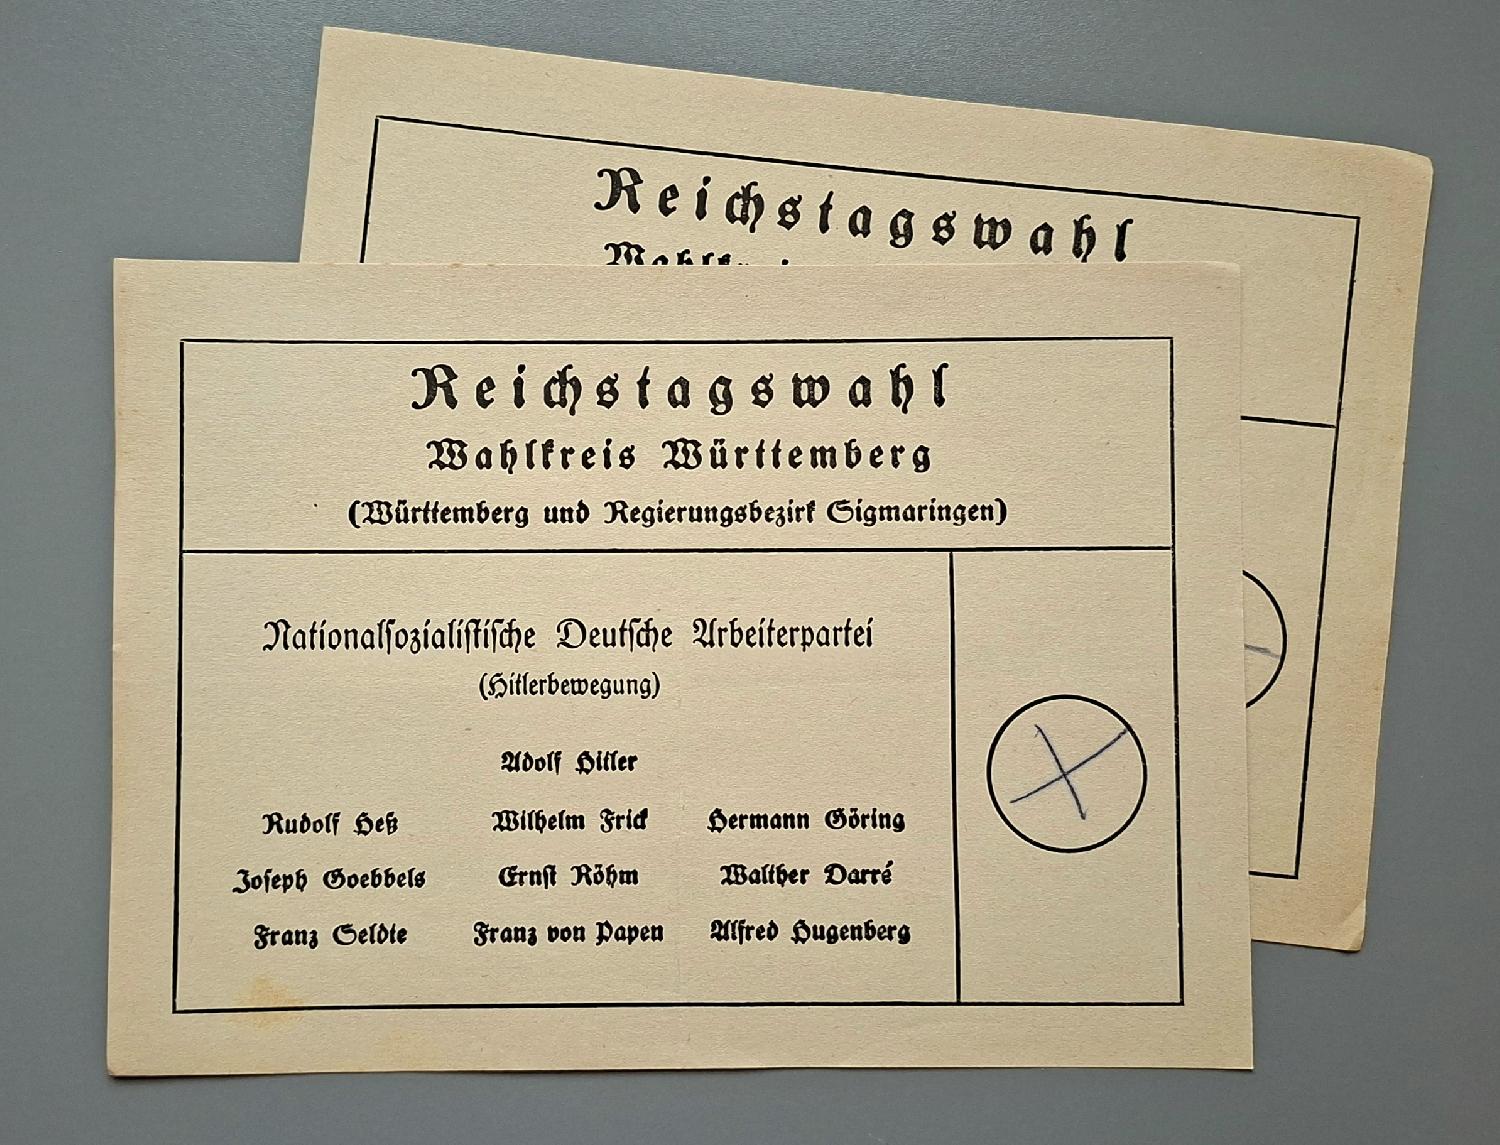 Reichstagswahl
Reichstagswahl
Wahlkreis Württemberg
(Württemberg und Regierungsbezirk Sigmaringen)
Nationalsozialistische Deutsche Arbeiterpartei
(Hitlerbewegung)
Adolf Hitler
Rudolf Heß Wilhelm Frick Hermann Göring
Joseph Goebbels Ernst Röhm Walther Darré
Franz Seldte Franz von Papen Alfred Hugenberg